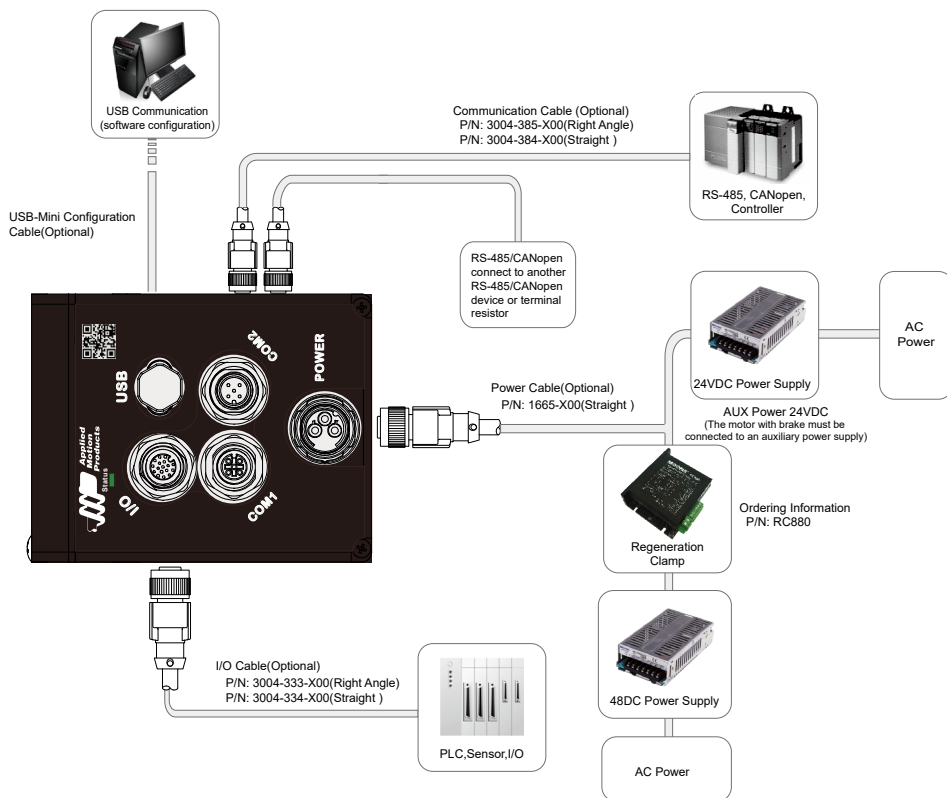 USB Communication
(software configuration)
USB-Mini Configuration
Cable(Optional)
Communication Cable (Optional)
P/N: 3004-385-X00(Right Angle)
P/N: 3004-384-X00(Straight )
RS-485, CANopen,
Controller
RS-485/CANopen
connect to another
RS-485/CANopen
device or terminal
resistor
24VDC Power Supply
AC
Power
AUX Power 24VDC
(The motor with brake must be
connected to an auxiliary power supply)
Power Cable(Optional)
P/N: 1665-X00(Straight )
USB
COM2
POWER
Applied
Motion
Products
Status
I/O
COM1
Regeneration
Clamp
Ordering Information
P/N: RC880
48DC Power Supply
AC Power
I/O Cable(Optional)
P/N: 3004-333-X00(Right Angle)
P/N: 3004-334-X00(Straight )
PLC,Sensor,I/O